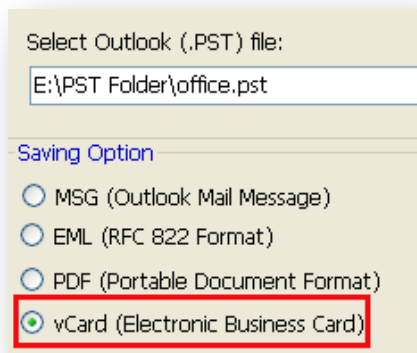 Select Outlook (.PST) file:
E:\PST Folder\office.pst
Saving Option
MSG (Outlook Mail Message)
EML (RFC 822 Format)
PDF (Portable Document Format)
vCard (Electronic Business Card)